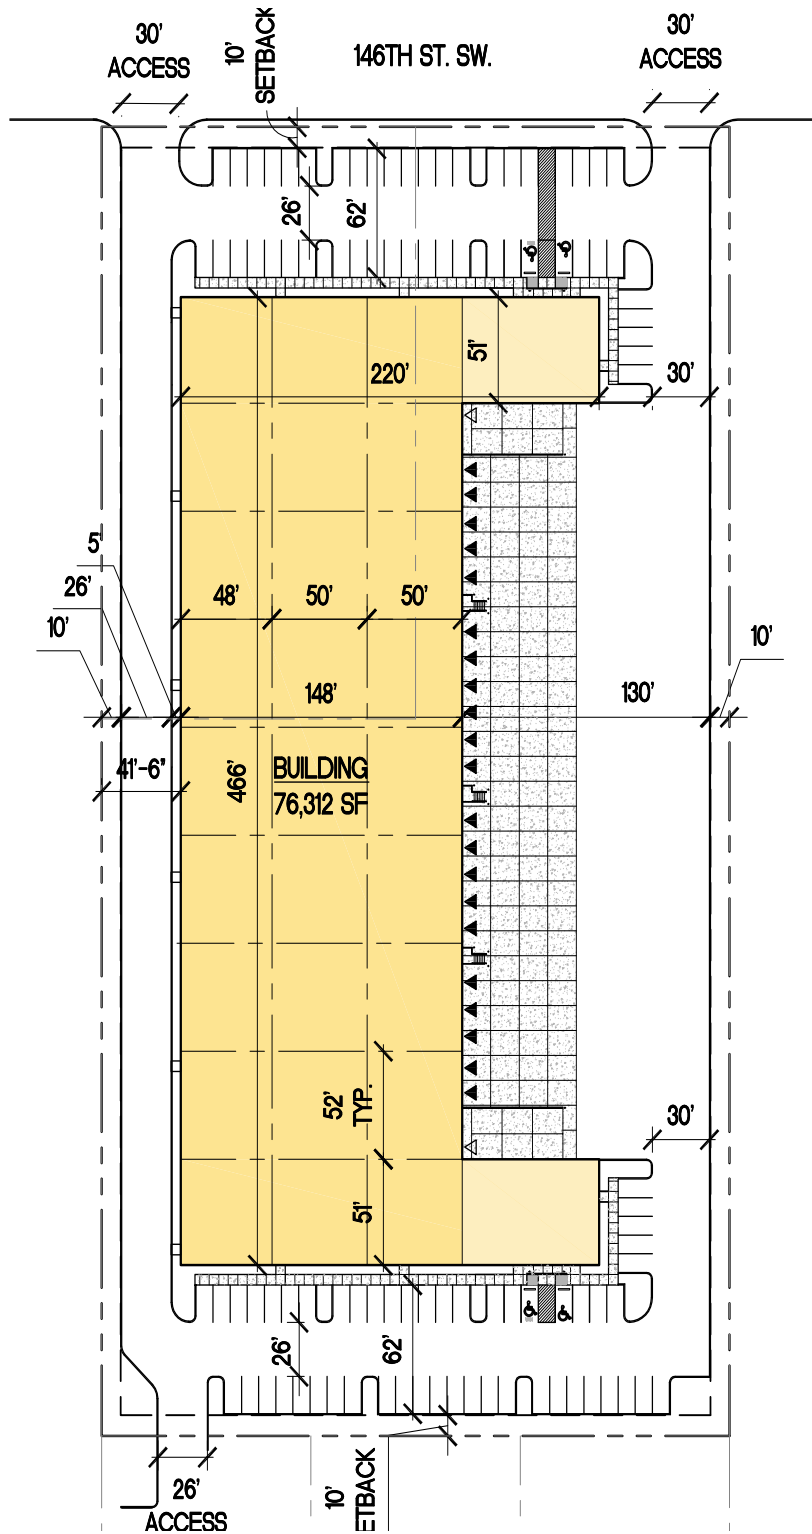 30'
ACCESS
10'
SETBACK
146TH ST. SW.
30'
ACCESS
26'
62'
51'
220'
30'
5'
26'
10'
48'
50'
50'
10'
148'
130'
41'-6"
466'
BUILDING
76,312 SF
52'
TYP.
30'
51'
26'
62'
26'
ACCESS
10'
ETBACK